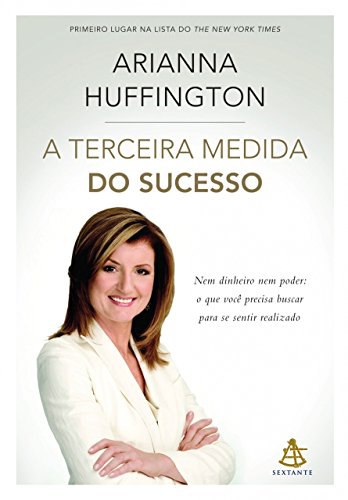 PRIMEIRO LUGAR NA LISTA DO THE NEW YORK TIMES
ARIANNA
HUFFINGTON
A TERCEIRA MEDIDA
DO SUCESSO
Nem dinheiro nem poder:
o que você precisa buscar
para se sentir realizado
SEXTANTE